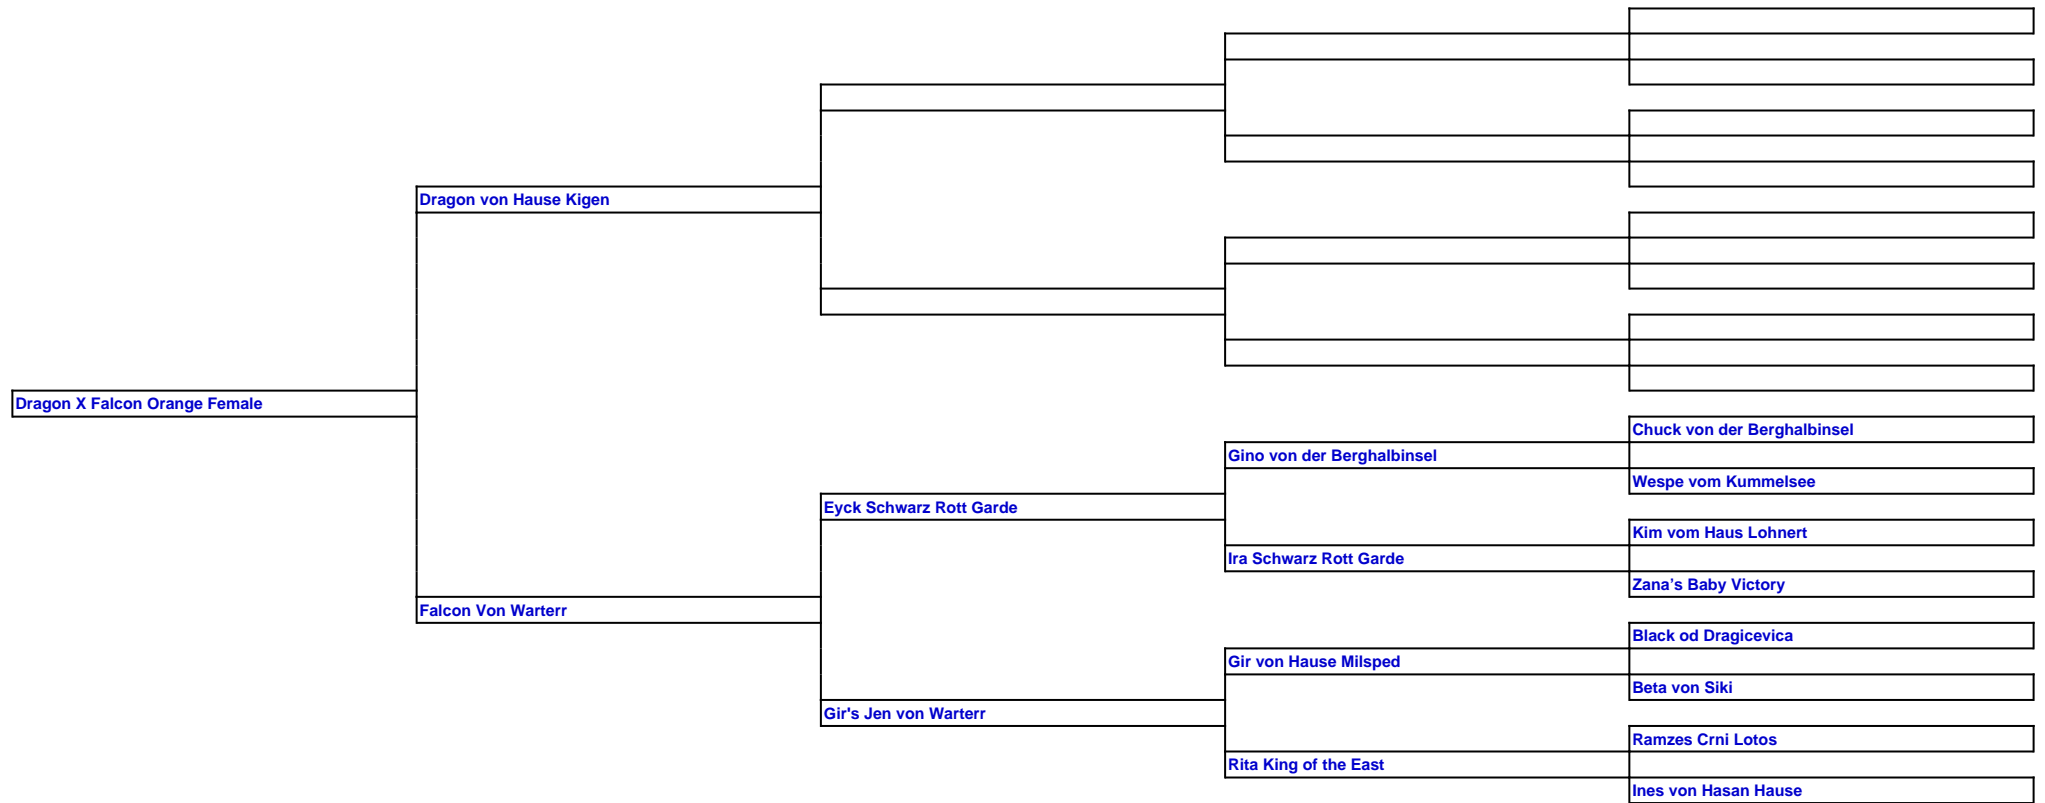 Dragon von Hause Kigen
Dragon X Falcon Orange Female
Chuck von der Berghalbinsel
Gino von der Berghalbinsel
Wespe vom Kummelsee
Eyck Schwarz Rott Garde
Kim vom Haus Lohnert
Ira Schwarz Rott Garde
Zana’s Baby Victory
Falcon Von Warterr
Black od Dragicevica
Gir von Hause Milsped
Beta von Siki
Gir's Jen von Warterr
Ramzes Crni Lotos
Rita King of the East
Ines von Hasan Hause